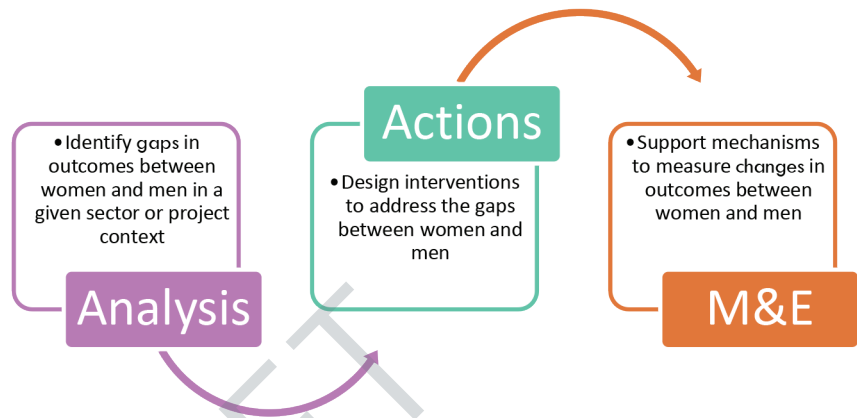 •Identify gaps in
outcomes between
women and men in a
given sector or project
context
Analysis
Actions
•Design interventions
to address the gaps
between women and
men
•Support mechanisms
to measure changes in
outcomes between
women and men
M&E